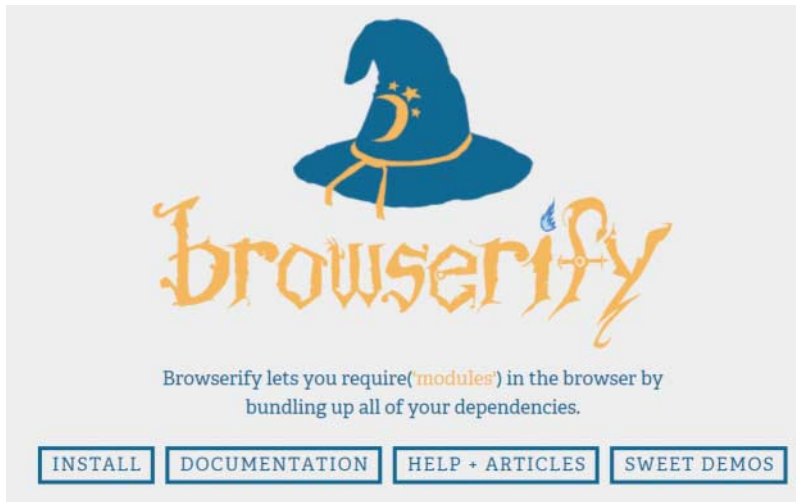 browserify
Browserify lets you require('modules') in the browser by
bundling up all of your dependencies.
INSTALL DOCUMENTATION HELP + ARTICLES SWEET DEMOS